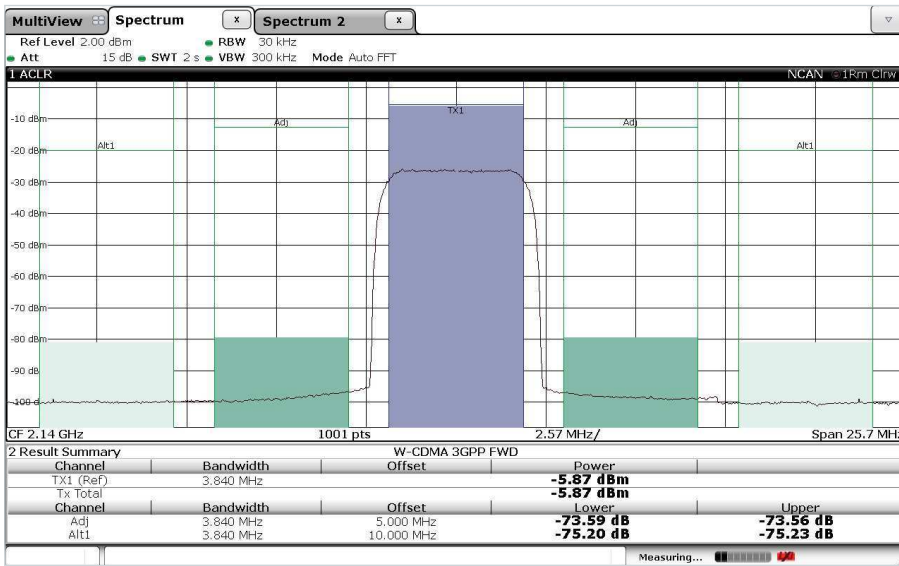 MultiView Spectrum x Spectrum 2 x
Ref Level 2.00 dBm RBW 30 kHz
Att 15 dB SWT 2 s VBW 300 kHz Mode Auto FFT
1 ACLR NCAN 1Rm Clrw
TX1
-10 dBm
Adj Adj
Alt1 Alt1
-20 dBm
-30 dBm
-40 dBm
-50 dBm
-60 dBm
-70 dBm
-80 dBm
-90 dBm
-100 d
CF 2.14 GHz 1001 pts 2.57 MHz/ Span 25.7 MHz
2 Result Summary W-CDMA 3GPP FWD
Channel Bandwidth Offset Power
TX1 (Ref) 3.840 MHz -5.87 dBm
Tx Total -5.87 dBm
Channel Bandwidth Offset Lower Upper
Adj 3.840 MHz 5.000 MHz -73.59 dB -73.56 dB
Alt1 3.840 MHz 10.000 MHz -75.20 dB -75.23 dB
Measuring...